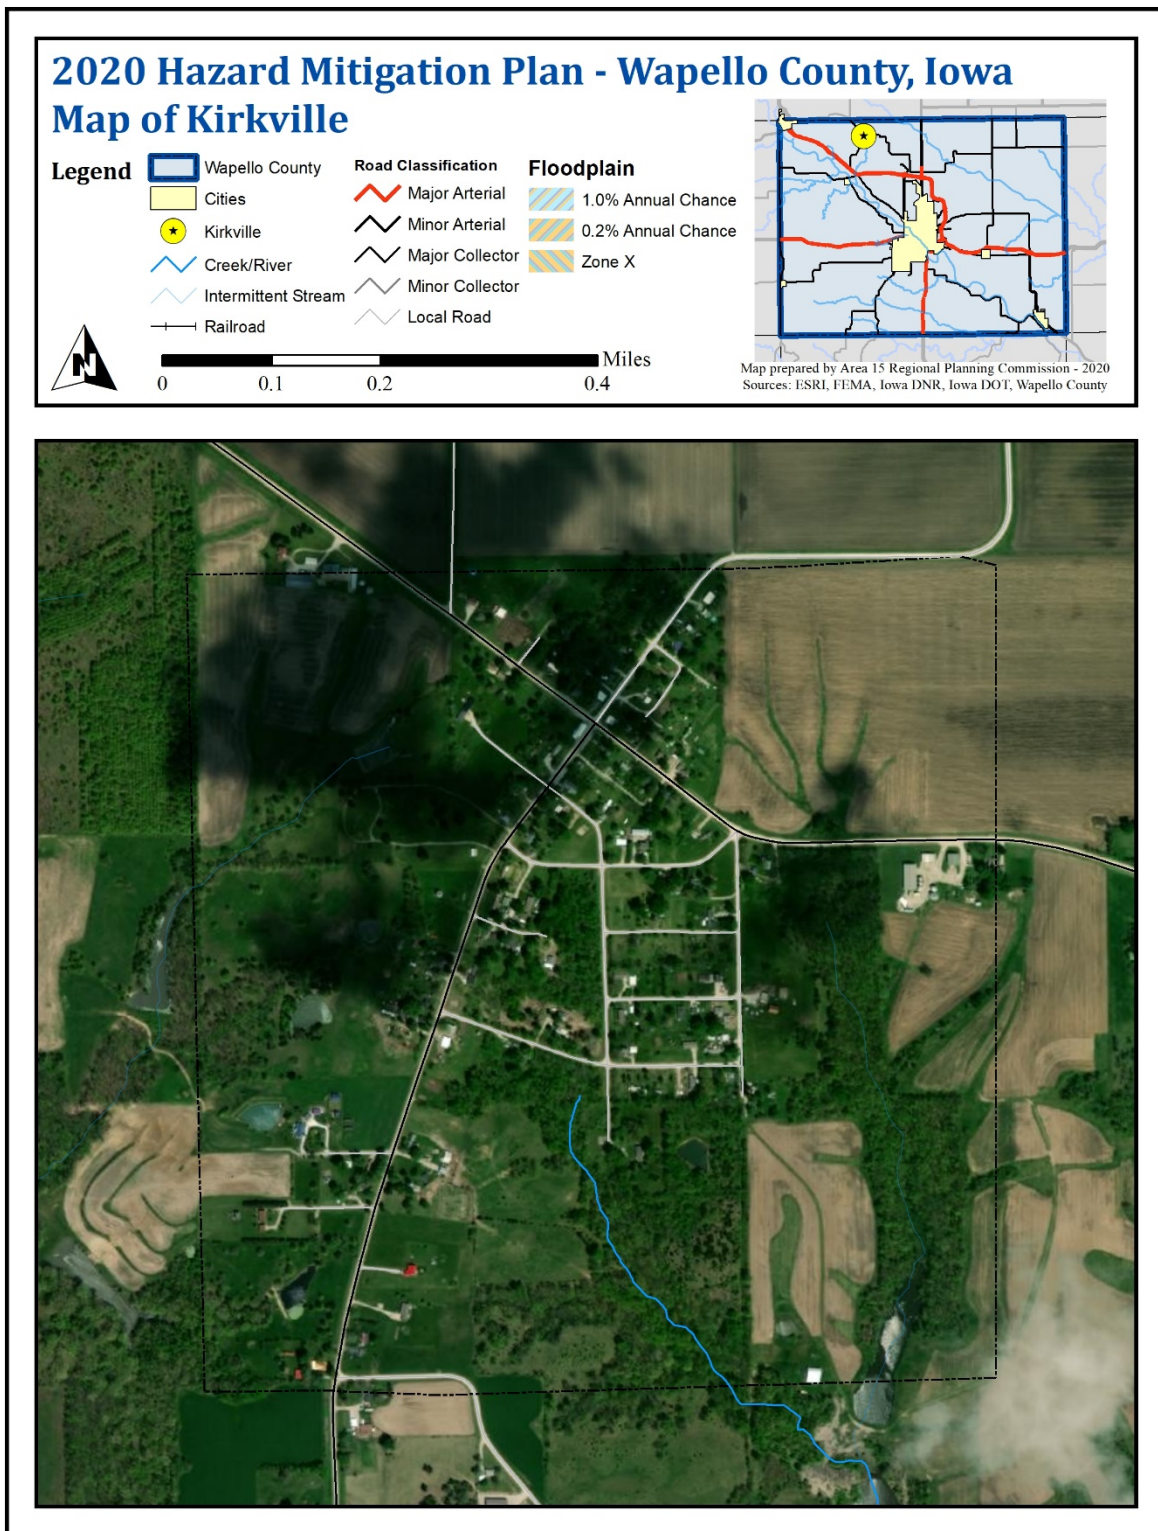 2020 Hazard Mitigation Plan - Wapello County, Iowa
Map of Kirkville
Legend
Wapello County
Cities
Kirkville
Creek/River
Intermittent Stream
Railroad
Road Classification
Major Arterial
Minor Arterial
Major Collector
Minor Collector
Local Road
Floodplain
1.0% Annual Chance
0.2% Annual Chance
Zone X
N
Miles
0 0.1 0.2 0.4
Map prepared by Area 15 Regional Planning Commission - 2020
Sources: ESRI, FEMA, Iowa DNR, Iowa DOT, Wapello County